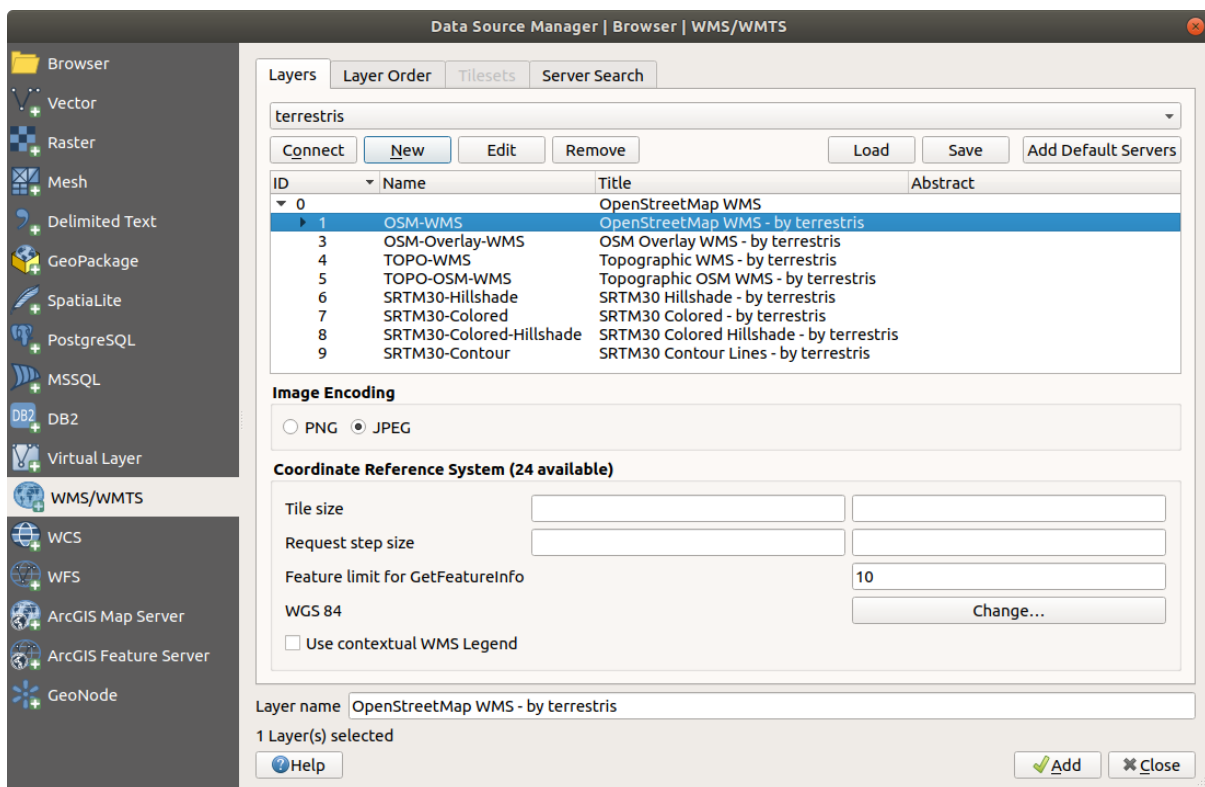 Data Source Manager | Browser | WMS/WMTS
Browser
Vector
Raster
Mesh
Delimited Text
GeoPackage
SpatiaLite
PostgreSQL
MSSQL
DB2 DB2
Virtual Layer
WMS/WMTS
WCS
WFS
ArcGIS Map Server
ArcGIS Feature Server
GeoNode
Layers Layer Order Tilesets Server Search
terrestris
Connect New Edit Remove Load Save Add Default Servers
ID Name Title Abstract
0 OpenStreetMap WMS
1 OSM-WMS OpenStreetMap WMS - by terrestris
3 OSM-Overlay-WMS OSM Overlay WMS - by terrestris
4 TOPO-WMS Topographic WMS - by terrestris
5 TOPO-OSM-WMS Topographic OSM WMS - by terrestris
6 SRTM30-Hillshade SRTM30 Hillshade - by terrestris
7 SRTM30-Colored SRTM30 Colored - by terrestris
8 SRTM30-Colored-Hillshade SRTM30 Colored Hillshade - by terrestris
9 SRTM30-Contour SRTM30 Contour Lines - by terrestris
Image Encoding
PNG JPEG
Coordinate Reference System (24 available)
Tile size
Request step size
Feature limit for GetFeatureInfo 10
WGS 84 Change...
Use contextual WMS Legend
Layer name OpenStreetMap WMS - by terrestris
1 Layer(s) selected
Help Add Close